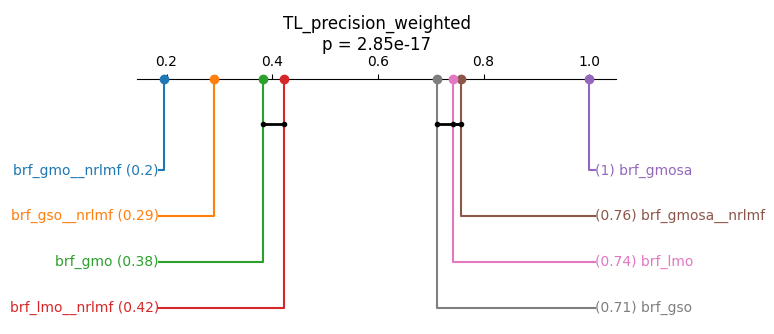 TL_precision_weighted
p = 2.85e-17
0.2 0.4 0.6 0.8 1.0
brf_gmo__nrlmf (0.2) (1) brf_gmosa
brf_gso__nrlmf (0.29) (0.76) brf_gmosa__nrlmf
brf_gmo (0.38) (0.74) brf_lmo
brf_lmo__nrlmf (0.42) (0.71) brf_gso